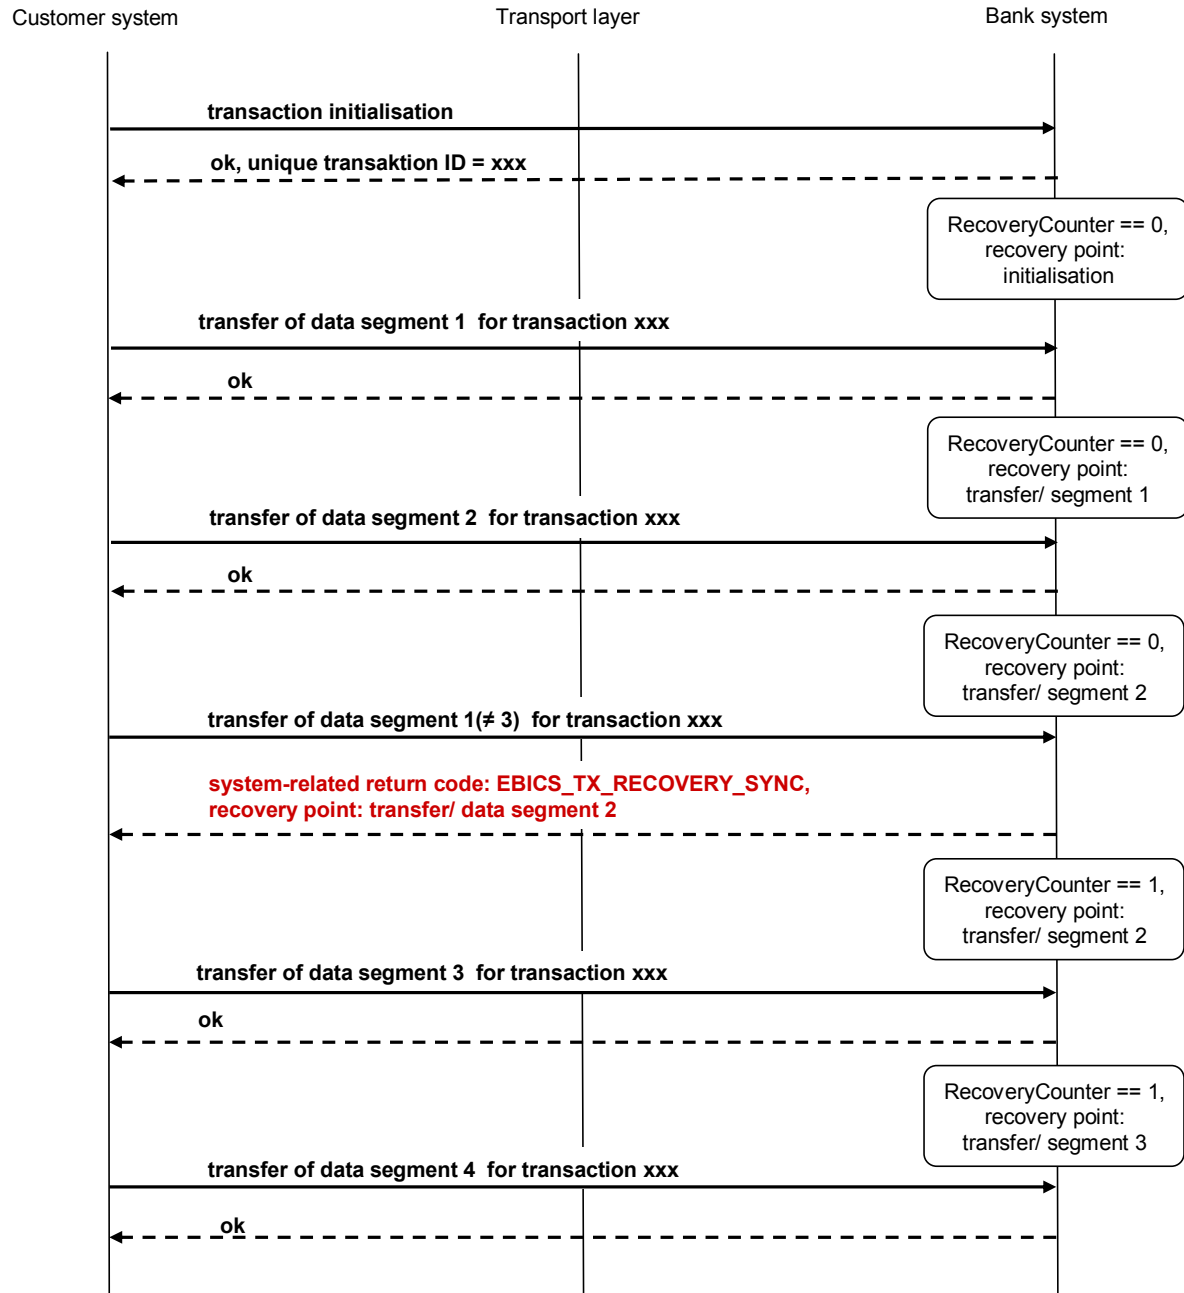 Customer system
Transport layer
Bank system
transaction initialisation
ok, unique transaktion ID = xxx
RecoveryCounter == 0,
recovery point:
initialisation
transfer of data segment 1 for transaction xxx
ok
RecoveryCounter == 0,
recovery point:
transfer/ segment 1
transfer of data segment 2 for transaction xxx
ok
RecoveryCounter == 0,
recovery point:
transfer/ segment 2
transfer of data segment 1(≠ 3) for transaction xxx
system-related return code: EBICS_TX_RECOVERY_SYNC,
recovery point: transfer/ data segment 2
RecoveryCounter == 1,
recovery point:
transfer/ segment 2
transfer of data segment 3 for transaction xxx
ok
RecoveryCounter == 1,
recovery point:
transfer/ segment 3
transfer of data segment 4 for transaction xxx
ok